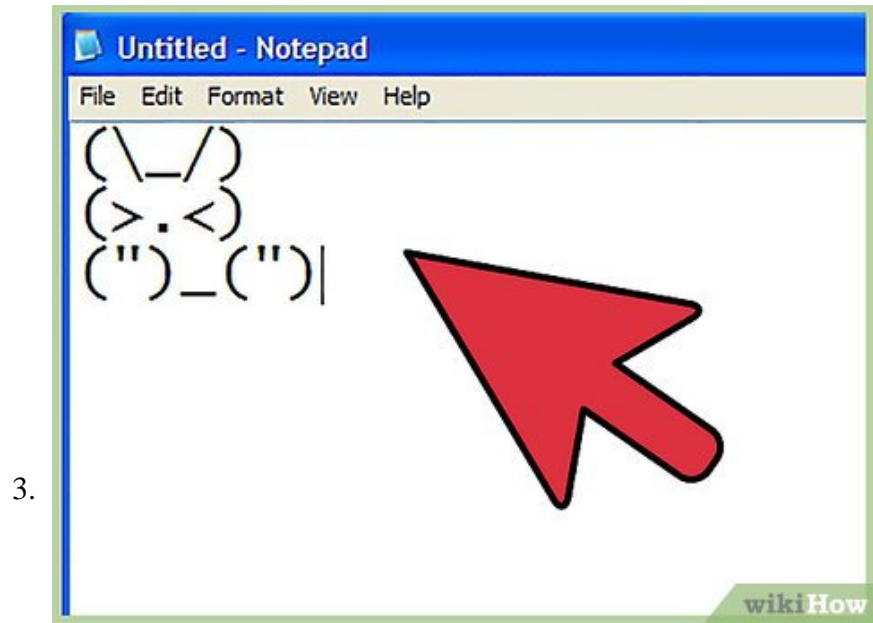 Untitled - Notepad
File Edit Format View Help
(\_/)
(>.<)
(")_(")
3.
wikiHow